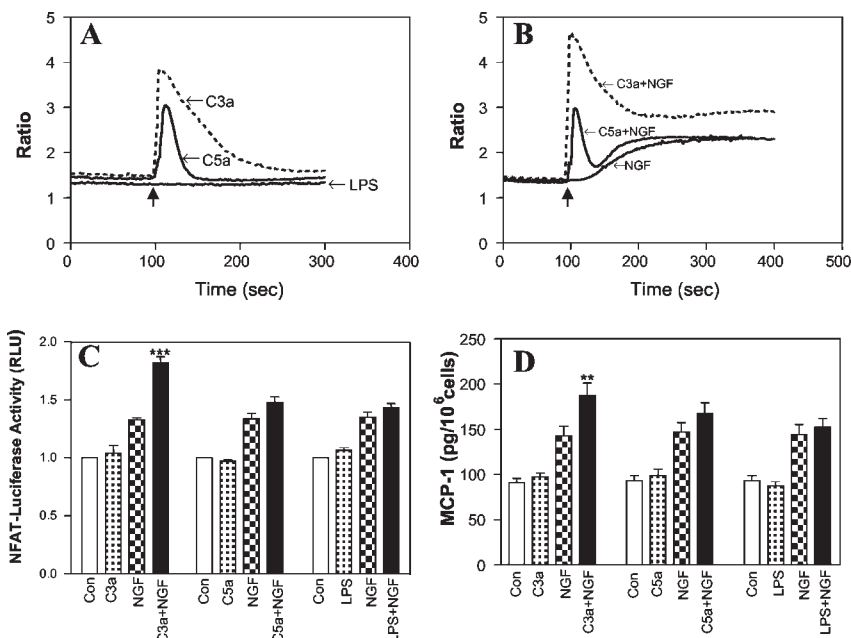 A
Ratio
5
4
3
2
1
0
C3a
C5a
LPS
0 100 200 300 400
Time (sec)
B
Ratio
5
4
3
2
1
0
C3a+NGF
C5a+NGF
NGF
0 100 200 300 400 500
Time (sec)
C
NFAT-Luciferase Activity (RLU)
2.0
1.5
1.0
1.5
0.0
***
Con C3a NGF C3a+NGF Con C5a NGF C5a+NGF Con LPS NGF LPS+NGF
D
MCP-1 (pg/10⁶cells)
250
200
150
100
50
0
**
Con C3a NGF C3a+NGF Con C5a NGF C5a+NGF Con LPS NGF LPS+NGF